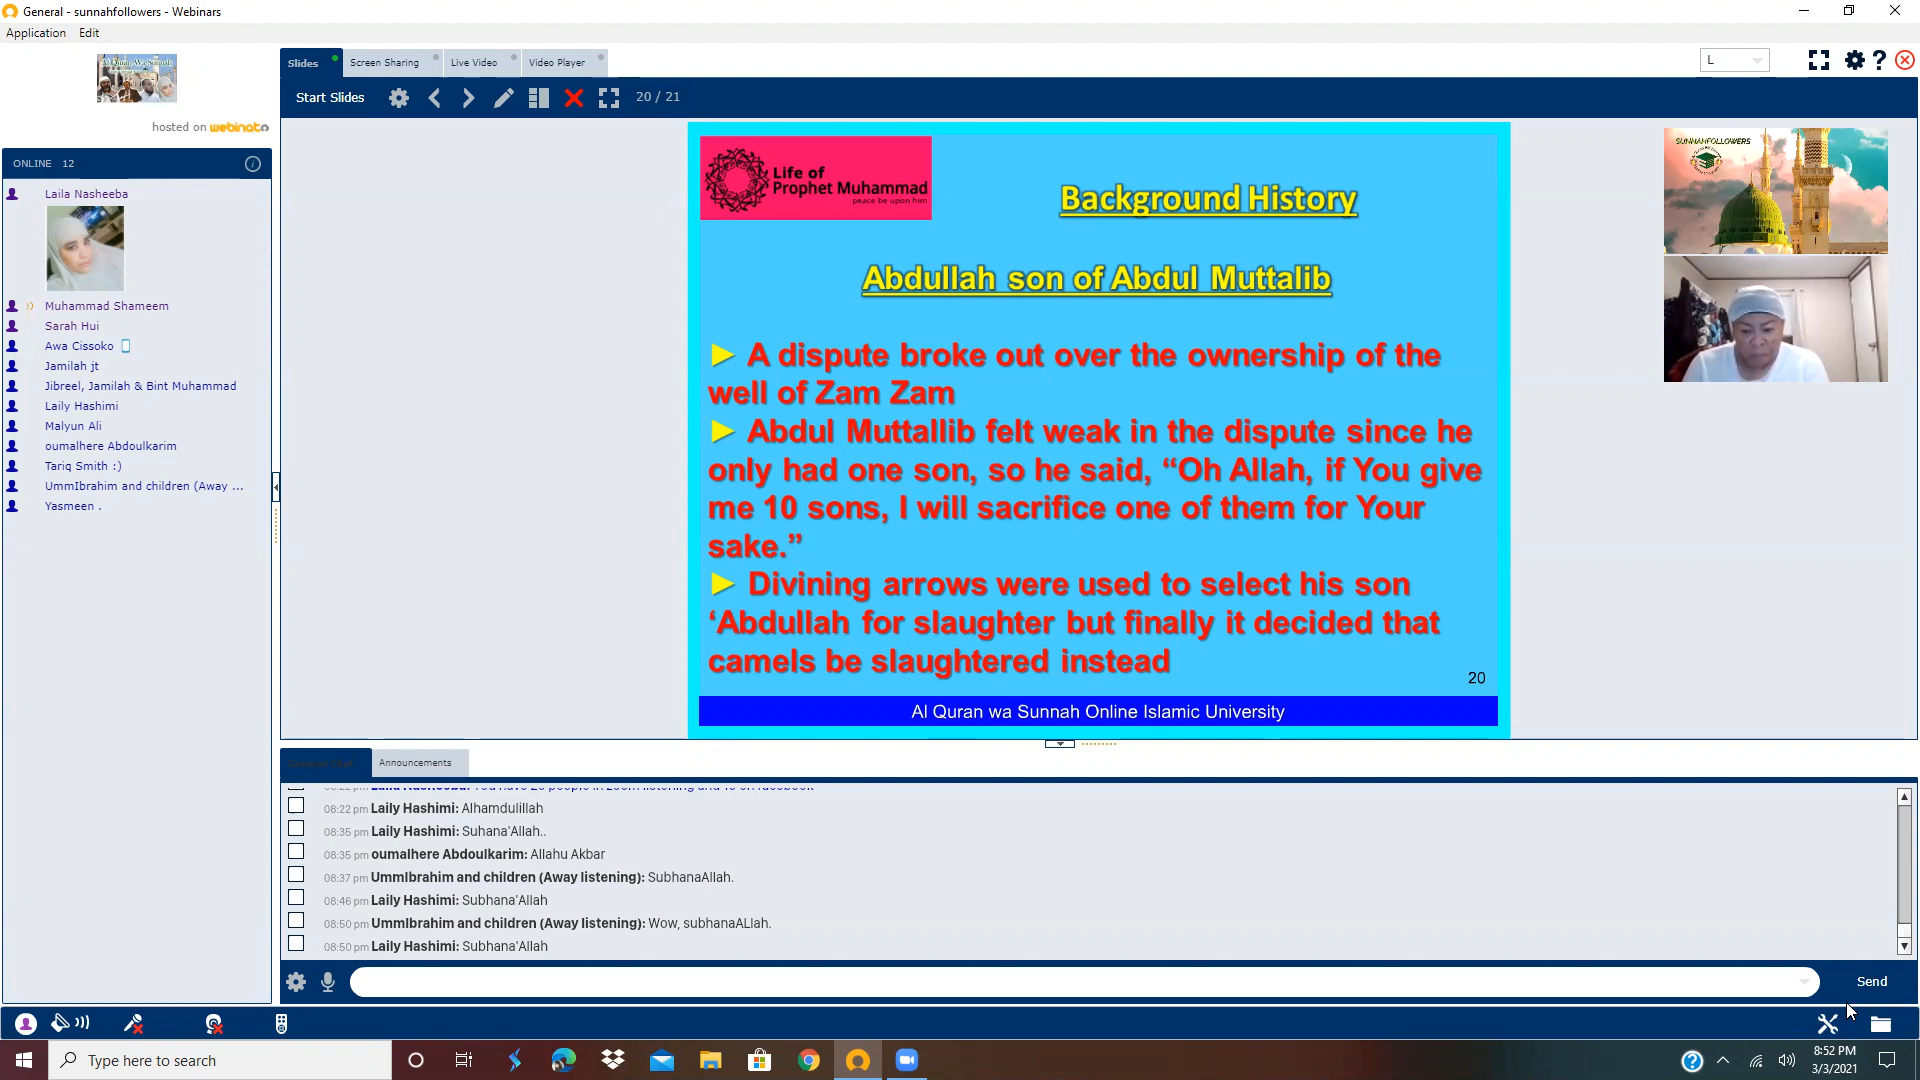 General - sunnahfollowers - Webinars
Application Edit
hosted on webinato
ONLINE 12
Laila Nasheeba
Muhammad Shameem
Sarah Hui
Awa Cissoko
Jamilah jt
Jibreel, Jamilah & Bint Muhammad
Laily Hashimi
Malyun Ali
oumalhere Abdoulkarim
Tariq Smith :)
UmmIbrahim and children (Away ...
Yasmeen .
Slides Screen Sharing Live Video Video Player
L
Start Slides 20 / 21
Life of
Prophet Muhammad
peace be upon him
Background History
Abdullah son of Abdul Muttalib
► A dispute broke out over the ownership of the
well of Zam Zam
► Abdul Muttallib felt weak in the dispute since he
only had one son, so he said, “Oh Allah, if You give
me 10 sons, I will sacrifice one of them for Your
sake.”
► Divining arrows were used to select his son
‘Abdullah for slaughter but finally it decided that
camels be slaughtered instead
20
Al Quran wa Sunnah Online Islamic University
SUNNAHFOLLOWERS
General Chat Announcements
08:22 pm Laily Hashimi: Alhamdulillah
08:35 pm Laily Hashimi: Suhana'Allah..
08:35 pm oumalhere Abdoulkarim: Allahu Akbar
08:37 pm UmmIbrahim and children (Away listening): SubhanaAllah.
08:46 pm Laily Hashimi: Subhana'Allah
08:50 pm UmmIbrahim and children (Away listening): Wow, subhanaALlah.
08:50 pm Laily Hashimi: Subhana'Allah
Send
Type here to search
8:52 PM
3/3/2021